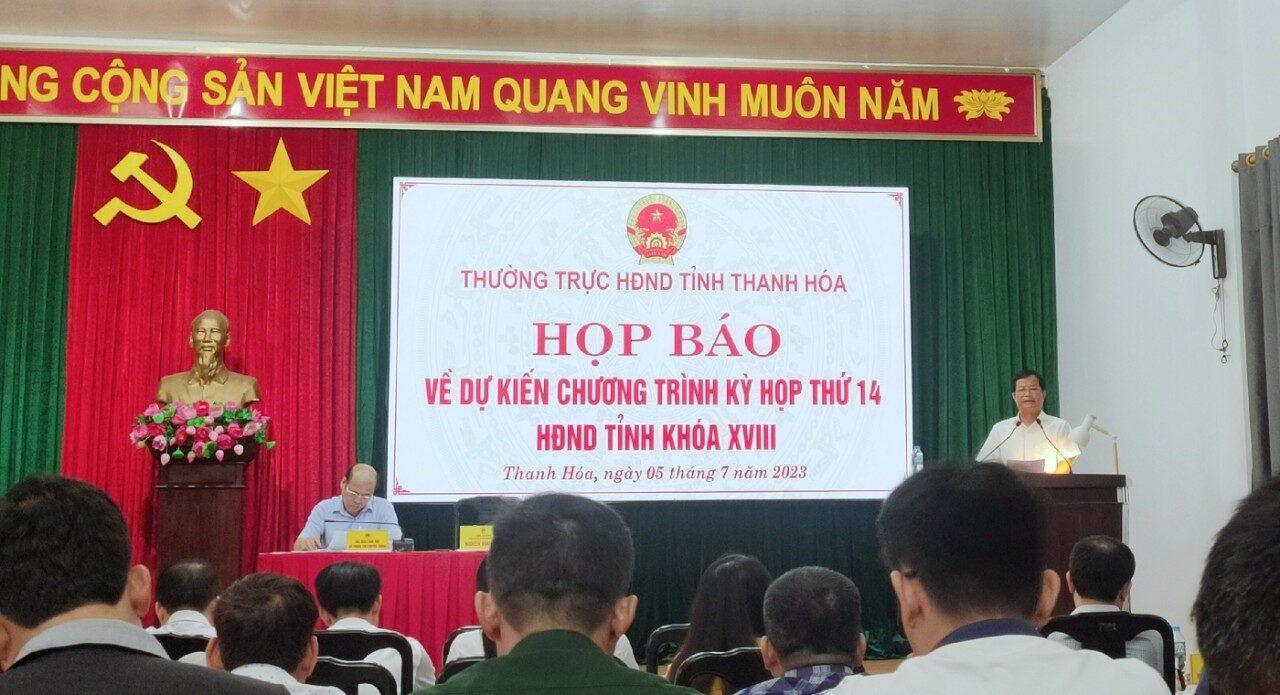 NG CỘNG SẢN VIỆT NAM QUANG VINH MUÔN NĂM
THƯỜNG TRỰC HĐND TỈNH THANH HÓA
HỌP BÁO
VỀ DỰ KIẾN CHƯƠNG TRÌNH KỲ HỌP THỨ 14
HĐND TỈNH KHÓA XVIII
Thanh Hóa, ngày 05 tháng 7 năm 2023